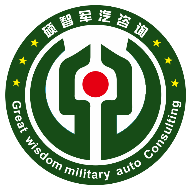 硕智军汽咨询
Great wisdom military auto Consulting